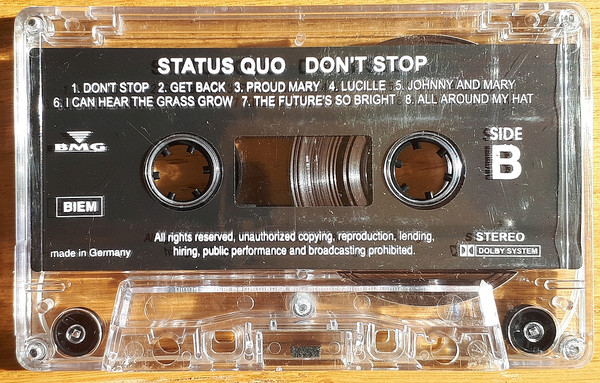 STATUS QUO DON'T STOP
1. DON'T STOP 2. GET BACK 3. PROUD MARY 4. LUCILLE 5. JOHNNY AND MARY
6. I CAN HEAR THE GRASS GROW 7. THE FUTURE'S SO BRIGHT 8. ALL AROUND MY HAT
BMG
SIDE
B
BIEM
All rights reserved, unauthorized copying, reproduction, lending,
hiring, public performance and broadcasting prohibited.
made in Germany
STEREO
DOLBY SYSTEM